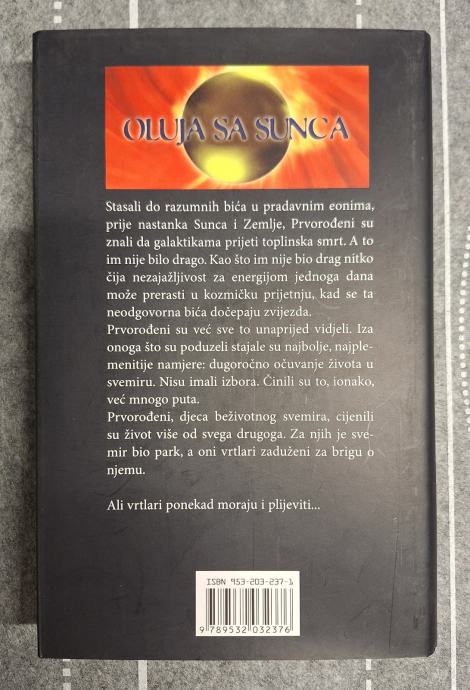 OLUJA SA SUNCA
Stasali do razumnih bića u pradavnim eonima,
prije nastanka Sunca i Zemlje, Prvorođeni su
znali da galaktikama prijeti toplinska smrt. A to
im nije bilo drago. Kao što im nije bio drag nitko
čija nezajažljivost za energijom jednoga dana
može prerasti u kozmičku prijetnju, kad se ta
neodgovorna bića dočepaju zvijezda.
Prvorođeni su već sve to unaprijed vidjeli. Iza
onoga što su poduzeli stajale su najbolje, najple-
menitije namjere: dugoročno očuvanje života u
svemiru. Nisu imali izbora. Činili su to, ionako,
već mnogo puta.
Prvorođeni, djeca beživotnog svemira, cijenili
su život više od svega drugoga. Za njih je sve-
mir bio park, a oni vrtlari zaduženi za brigu o
njemu.
Ali vrtlari ponekad moraju i plijeviti...
ISBN 953-203-237-1
9 789532 032376